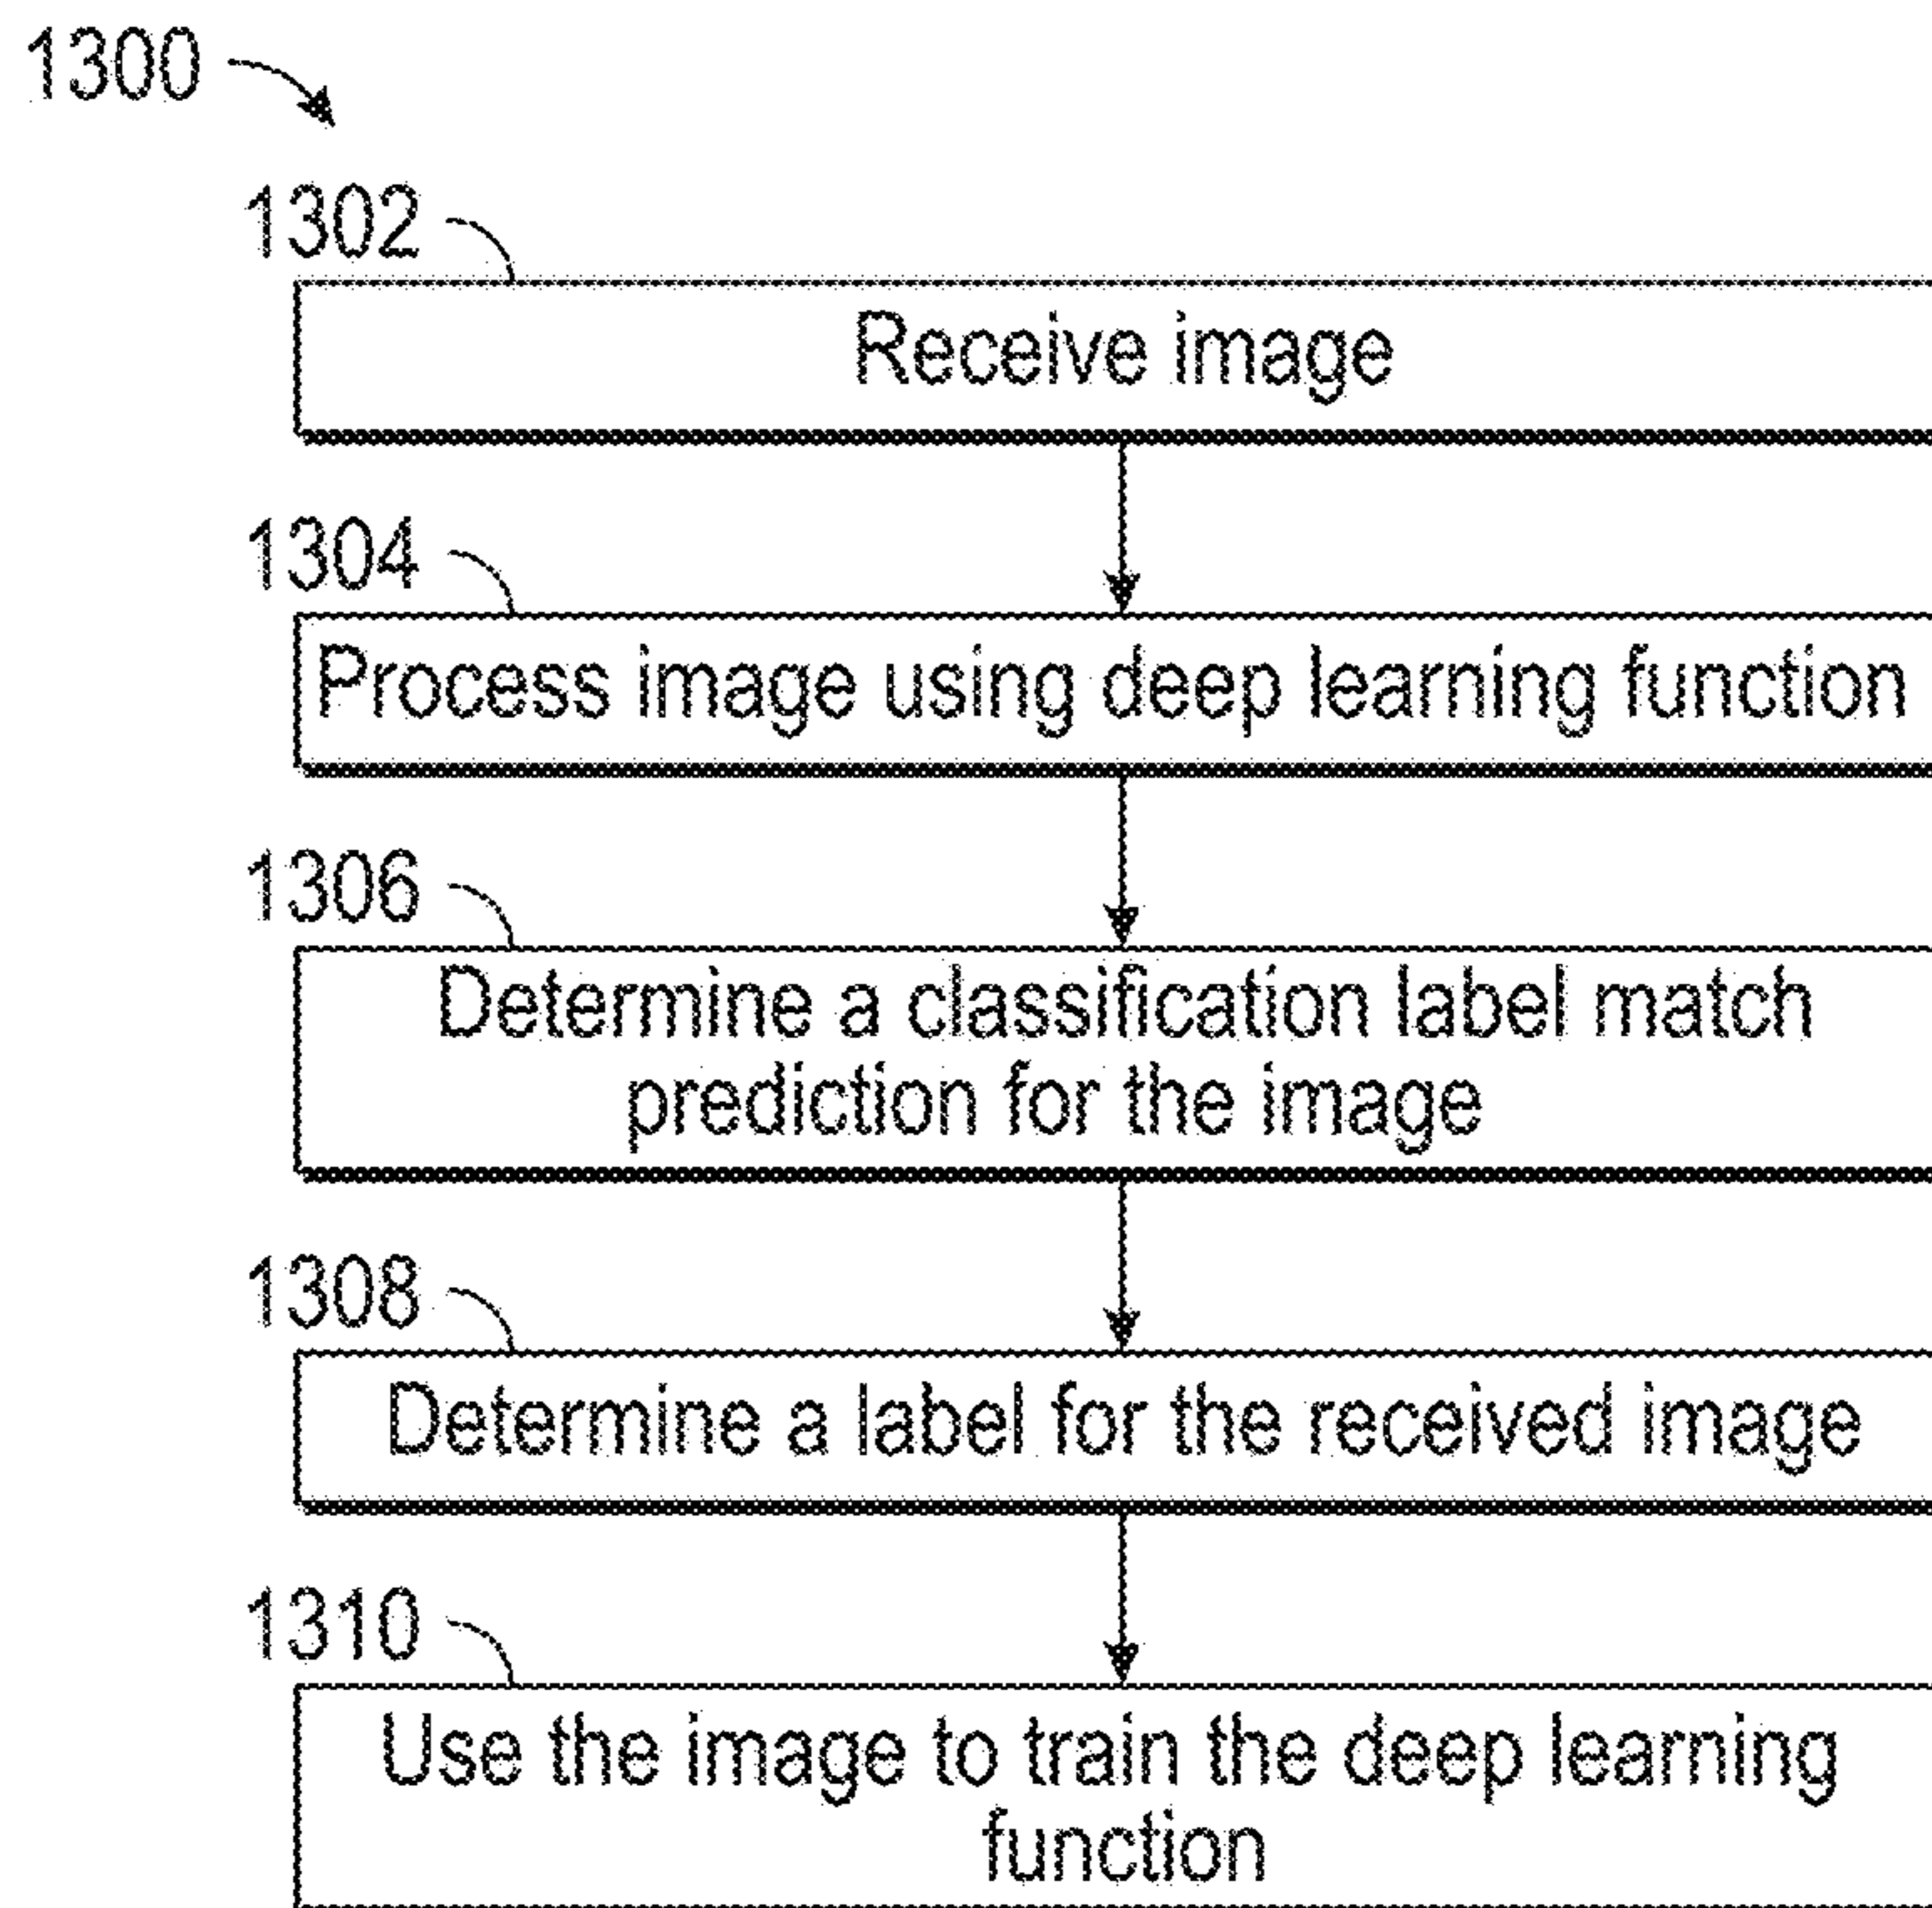 1300
1302
Receive image
1304
Process image using deep learning function
1306
Determine a classification label match
prediction for the image
1308
Determine a label for the received image
1310
Use the image to train the deep learning
function